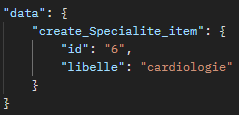 "data": {
    "create_Specialite_item": {
        "id": "6",
        "libelle": "cardiologie"
    }
}